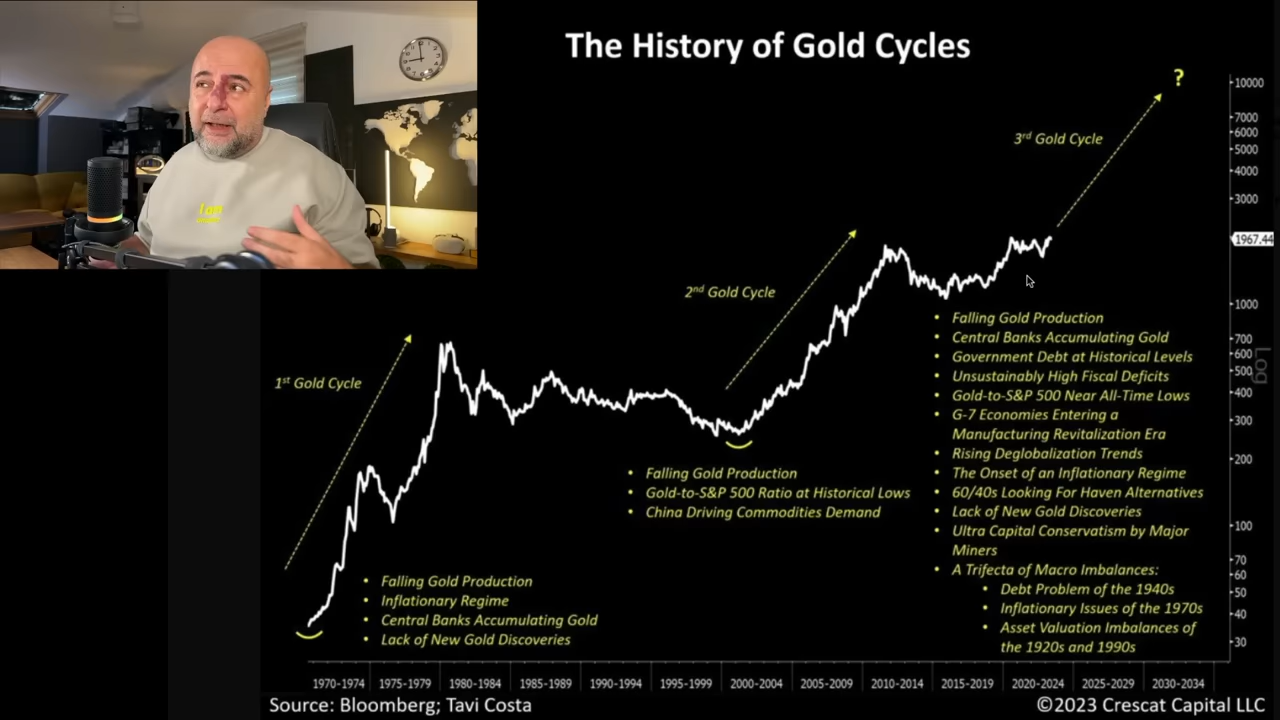 The History of Gold Cycles
I am
?
3rd Gold Cycle
2nd Gold Cycle
1st Gold Cycle
10000
7000
6000
5000
4000
3000
1967.44
1000
700
600
500
400
300
200
100
70
60
50
40
30
Log
• Falling Gold Production
• Central Banks Accumulating Gold
• Government Debt at Historical Levels
• Unsustainably High Fiscal Deficits
• Gold-to-S&P 500 Near All-Time Lows
• G-7 Economies Entering a
Manufacturing Revitalization Era
• Rising Deglobalization Trends
• The Onset of an Inflationary Regime
• 60/40s Looking For Haven Alternatives
• Lack of New Gold Discoveries
• Ultra Capital Conservatism by Major
Miners
• A Trifecta of Macro Imbalances:
• Debt Problem of the 1940s
• Inflationary Issues of the 1970s
• Asset Valuation Imbalances of
the 1920s and 1990s
• Falling Gold Production
• Gold-to-S&P 500 Ratio at Historical Lows
• China Driving Commodities Demand
• Falling Gold Production
• Inflationary Regime
• Central Banks Accumulating Gold
• Lack of New Gold Discoveries
1970-1974 1975-1979 1980-1984 1985-1989 1990-1994 1995-1999 2000-2004 2005-2009 2010-2014 2015-2019 2020-2024 2025-2029 2030-2034
Source: Bloomberg; Tavi Costa
©2023 Crescat Capital LLC